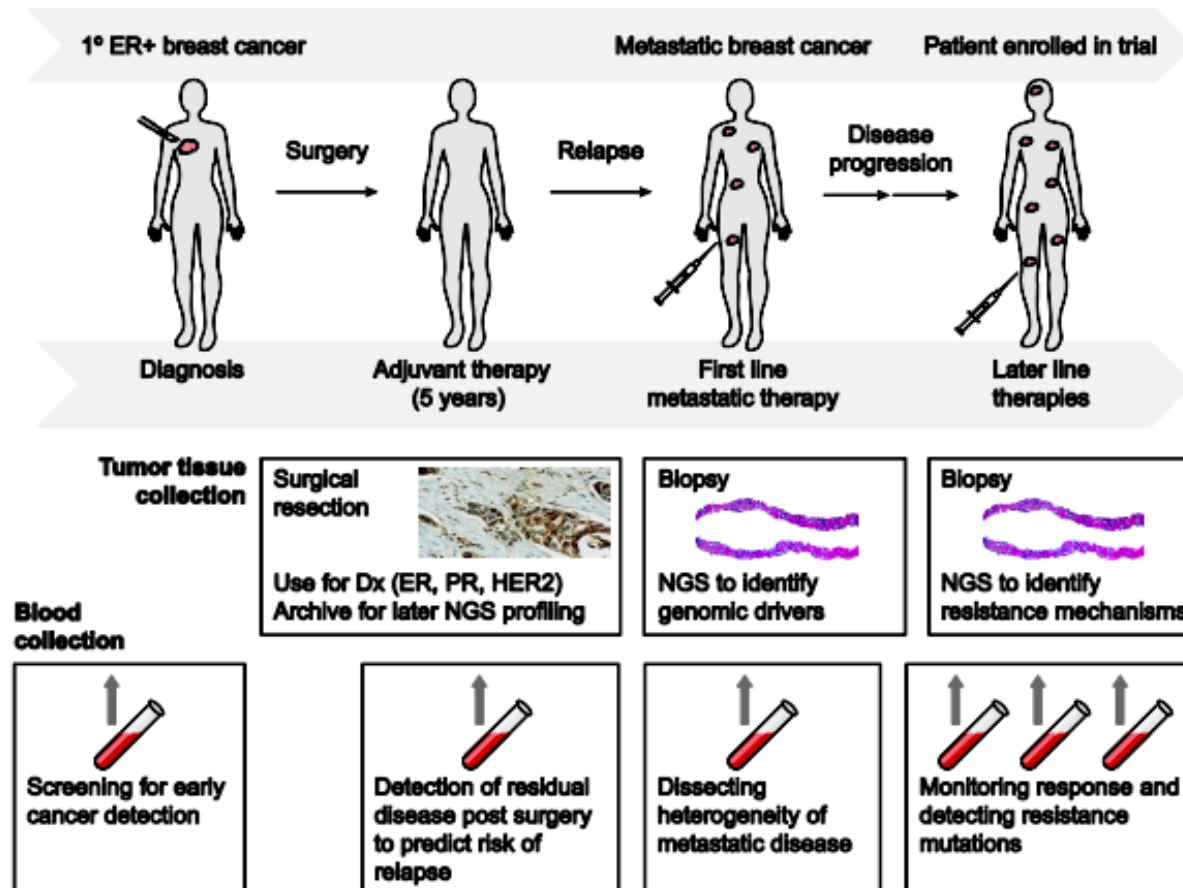 1º ER+ breast cancer
Metastatic breast cancer
Patient enrolled in trial
Surgery
Relapse
Disease
progression
Diagnosis
Adjuvant therapy
(5 years)
First line
metastatic therapy
Later line
therapies
Tumor tissue
collection
Surgical
resection
Use for Dx (ER, PR, HER2)
Archive for later NGS profiling
Biopsy
NGS to identify
genomic drivers
Biopsy
NGS to identify
resistance mechanisms
Blood
collection
Screening for early
cancer detection
Detection of residual
disease post surgery
to predict risk of
relapse
Dissecting
heterogeneity of
metastatic disease
Monitoring response and
detecting resistance
mutations